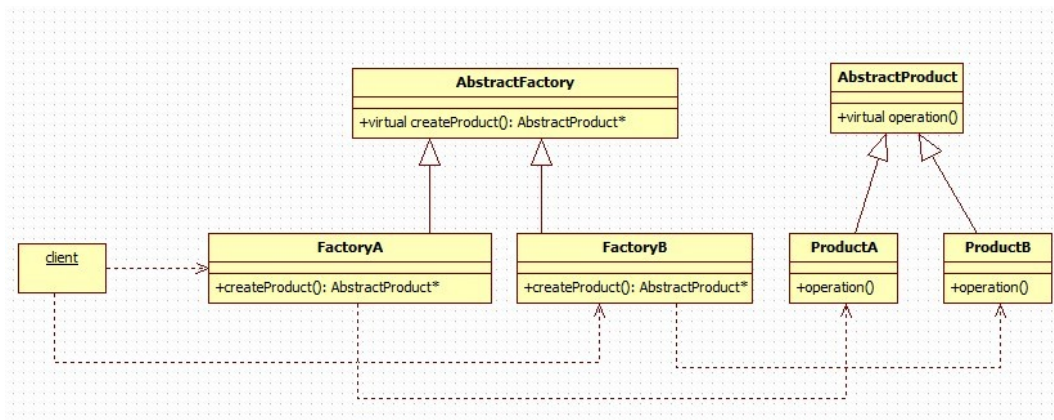 AbstractFactory
+virtual createProduct(): AbstractProduct*
AbstractProduct
+virtual operation()
client
FactoryA
+createProduct(): AbstractProduct*
FactoryB
+createProduct(): AbstractProduct*
ProductA
+operation()
ProductB
+operation()